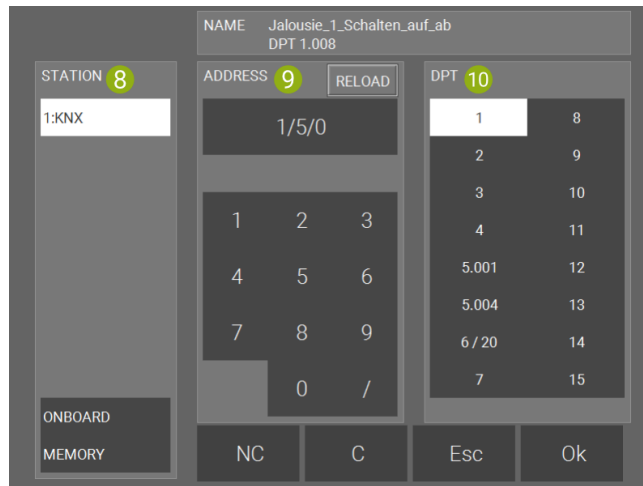 NAME Jalousie_1_Schalten_auf_ab
DPT 1.008
STATION 8
1:KNX
ONBOARD
MEMORY
ADDRESS 9 RELOAD
1/5/0
1 2 3
4 5 6
7 8 9
0 /
DPT 10
1 8
2 9
3 10
4 11
5.001 12
5.004 13
6 / 20 14
7 15
NC C Esc Ok